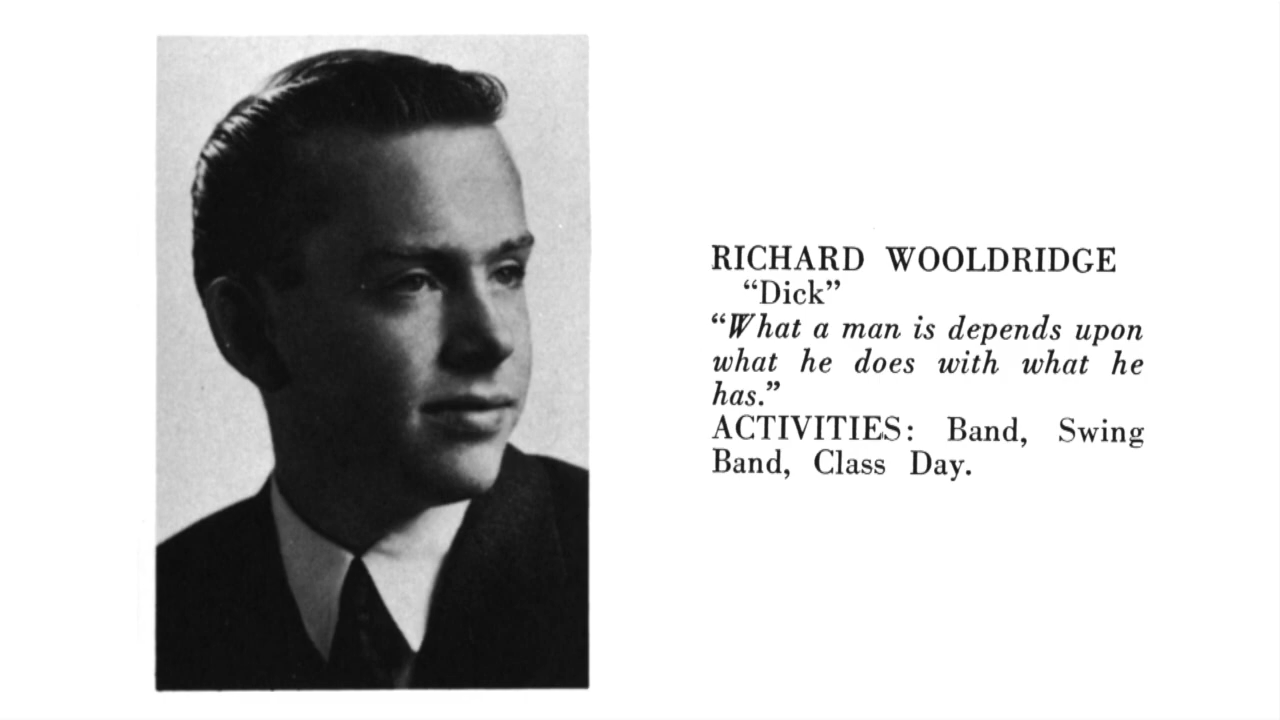 RICHARD WOOLDRIDGE
“Dick”
“What a man is depends upon
what he does with what he
has.”
ACTIVITIES: Band, Swing
Band, Class Day.